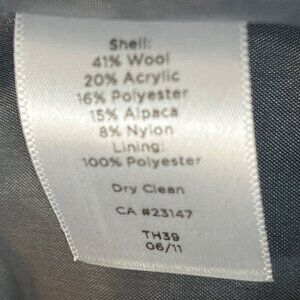 Shell:
41% Wool
20% Acrylic
16% Polyester
15% Alpaca
8% Nylon
Lining:
100% Polyester
Dry Clean
CA #23147
TH39
06/11